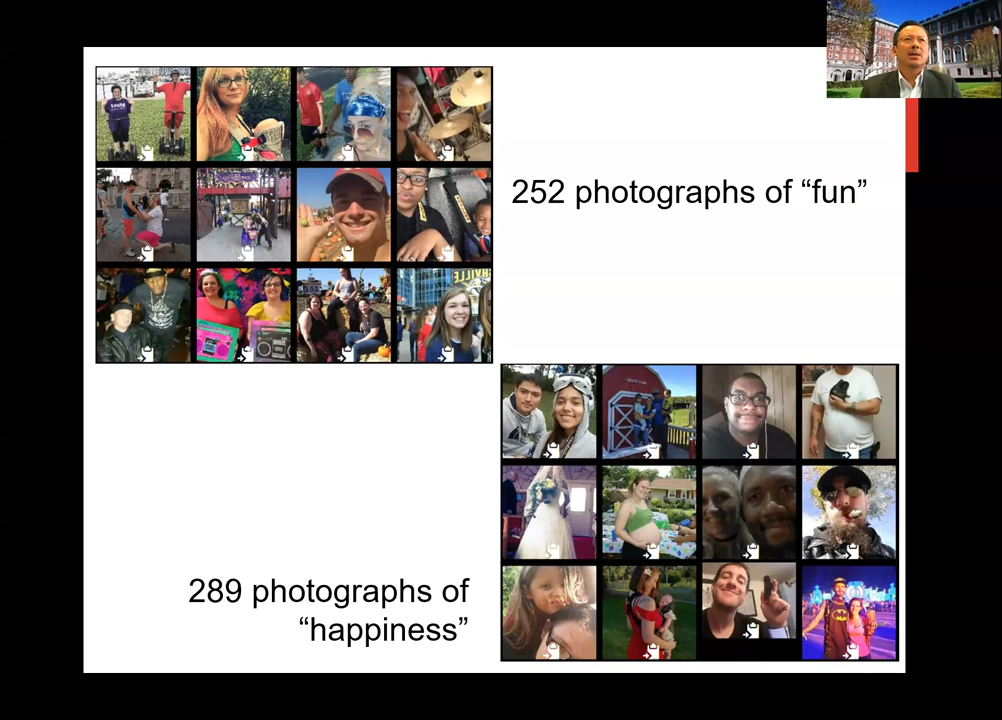 252 photographs of “fun”
289 photographs of
“happiness”